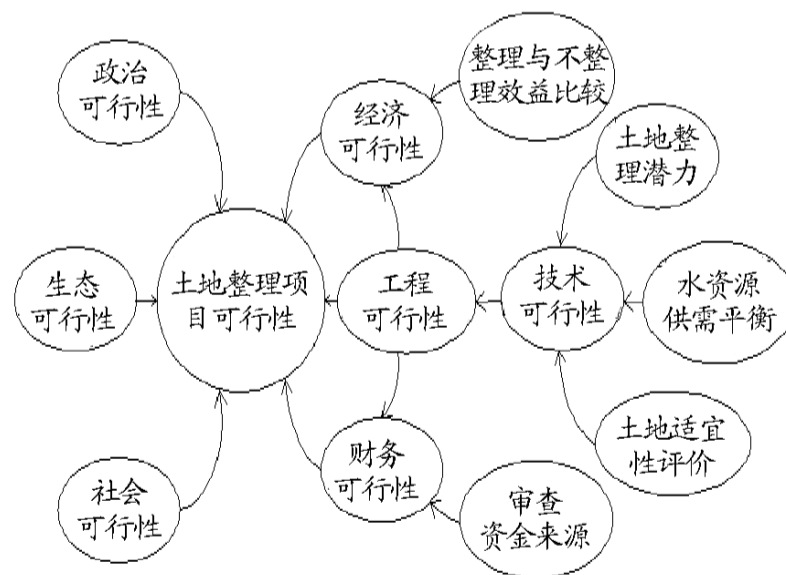 政治
可行性
整理与不整
理效益比较
经济
可行性
土地整
理潜力
生态
可行性
土地整理项
目可行性
工程
可行性
技术
可行性
水资源
供需平衡
土地适宜
性评价
财务
可行性
社会
可行性
审查
资金来源